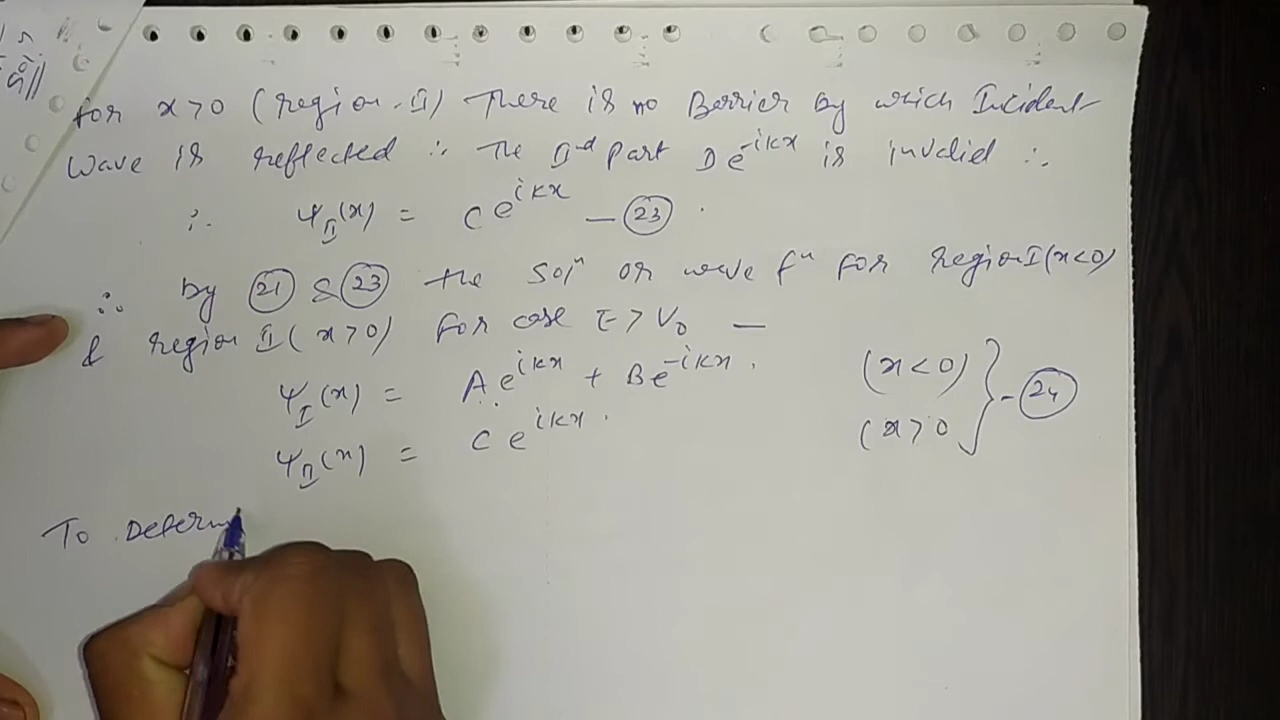 For x>0 (region-II) There is no Barrier by which Incident
Wave is reflected ∴ The IInd part De^{-ikx} is invalid ∴
∴ ψ_II(x) = Ce^{ikx} — (23)
∴ by (21) & (23) the solⁿ or wave fⁿ for region I (x<0)
& region II (x>0) For case E>V₀ —
ψ_I(x) = Ae^{ikx} + Be^{-ikx}. (x<0)
ψ_II(x) = Ce^{ikx}. (x>0 } - (24)
To Determ